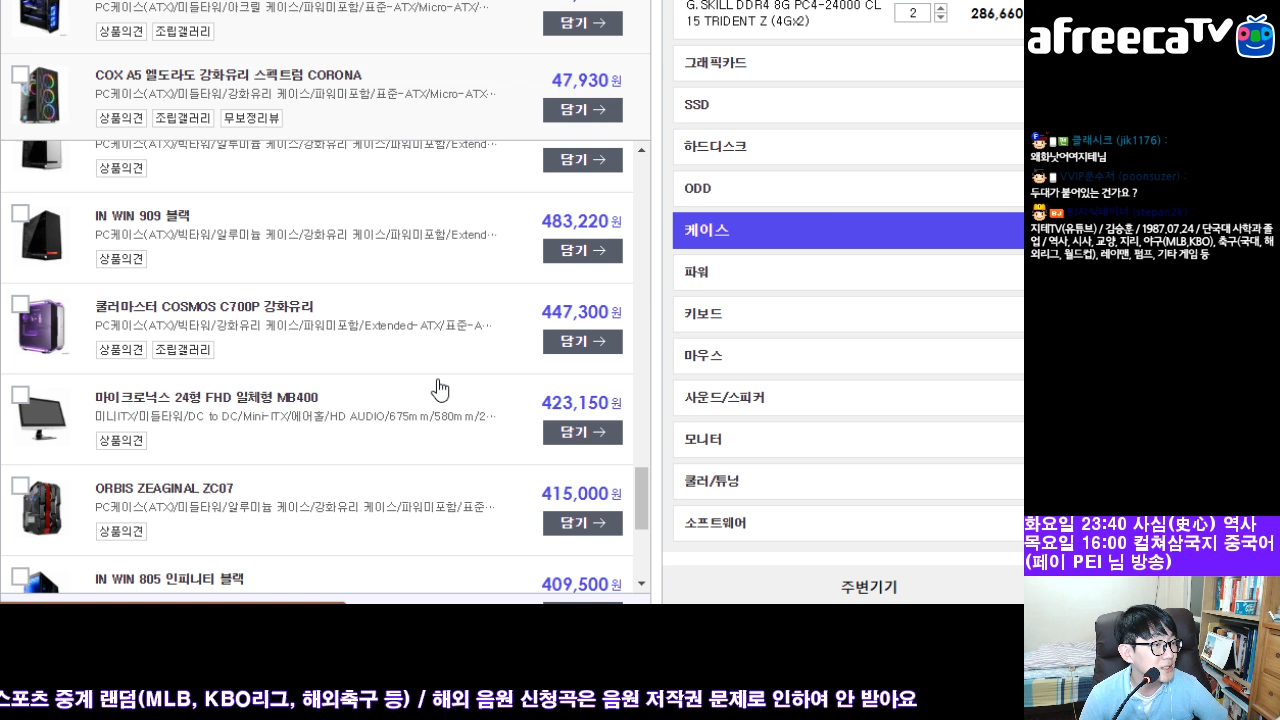 PC케이스(ATX)/미들타워/아크릴 케이스/파워미포함/표준-ATX/Micro-ATX/···
담기 →
상품의견 조립갤러리
COX A5 엘도라도 강화유리 스펙트럼 CORONA
47,930원
PC케이스(ATX)/미들타워/강화유리 케이스/파워미포함/표준-ATX/Micro-ATX···
담기 →
상품의견 조립갤러리 무보정리뷰
PC케이스(ATX)/빅타워/알루미늄 케이스/강화유리 케이스/파워미포함/Extend···
담기 →
상품의견
IN WIN 909 블랙
483,220원
PC케이스(ATX)/빅타워/알루미늄 케이스/강화유리 케이스/파워미포함/Extend···
담기 →
상품의견
쿨러마스터 COSMOS C700P 강화유리
447,300원
PC케이스(ATX)/빅타워/강화유리 케이스/파워미포함/Extended-ATX/표준-A···
담기 →
상품의견 조립갤러리
마이크로닉스 24형 FHD 일체형 MB400
423,150원
미니ITX/미들타워/DC to DC/Mini-ITX/에어홀/HD AUDIO/675mm/580mm/2···
담기 →
상품의견
ORBIS ZEAGINAL ZC07
415,000원
PC케이스(ATX)/미들타워/알루미늄 케이스/강화유리 케이스/파워미포함/표준···
담기 →
상품의견
IN WIN 805 인피니티 블랙
409,500원
G.SKILL DDR4 8G PC4-24000 CL
15 TRIDENT Z (4Gx2)
2
286,660
그래픽카드
SSD
하드디스크
ODD
케이스
파워
키보드
마우스
사운드/스피커
모니터
쿨러/튜닝
소프트웨어
주변기기
afreecaTV
클래시크 (jik1176) :
왜화낫어여지테님
VVIP은수저 (poonsuzer) :
두대가 붙어있는 건가요 ?
지테TV(유튜브) / 김승훈 / 1987.07.24 / 단국대 사학과 졸
업 / 역사, 시사, 교양, 지리, 야구(MLB,KBO), 축구(국대, 해
외리그, 월드컵), 레이맨, 펌프, 기타 게임 등
화요일 23:40 사심(史心) 역사
목요일 16:00 컬쳐삼국지 중국어
(페이 PEI 님 방송)
스포츠 중계 랜덤(MLB, KBO리그, 해외축구 등) / 해외 음원 신청곡은 음원 저작권 문제로 인하여 안 받아요